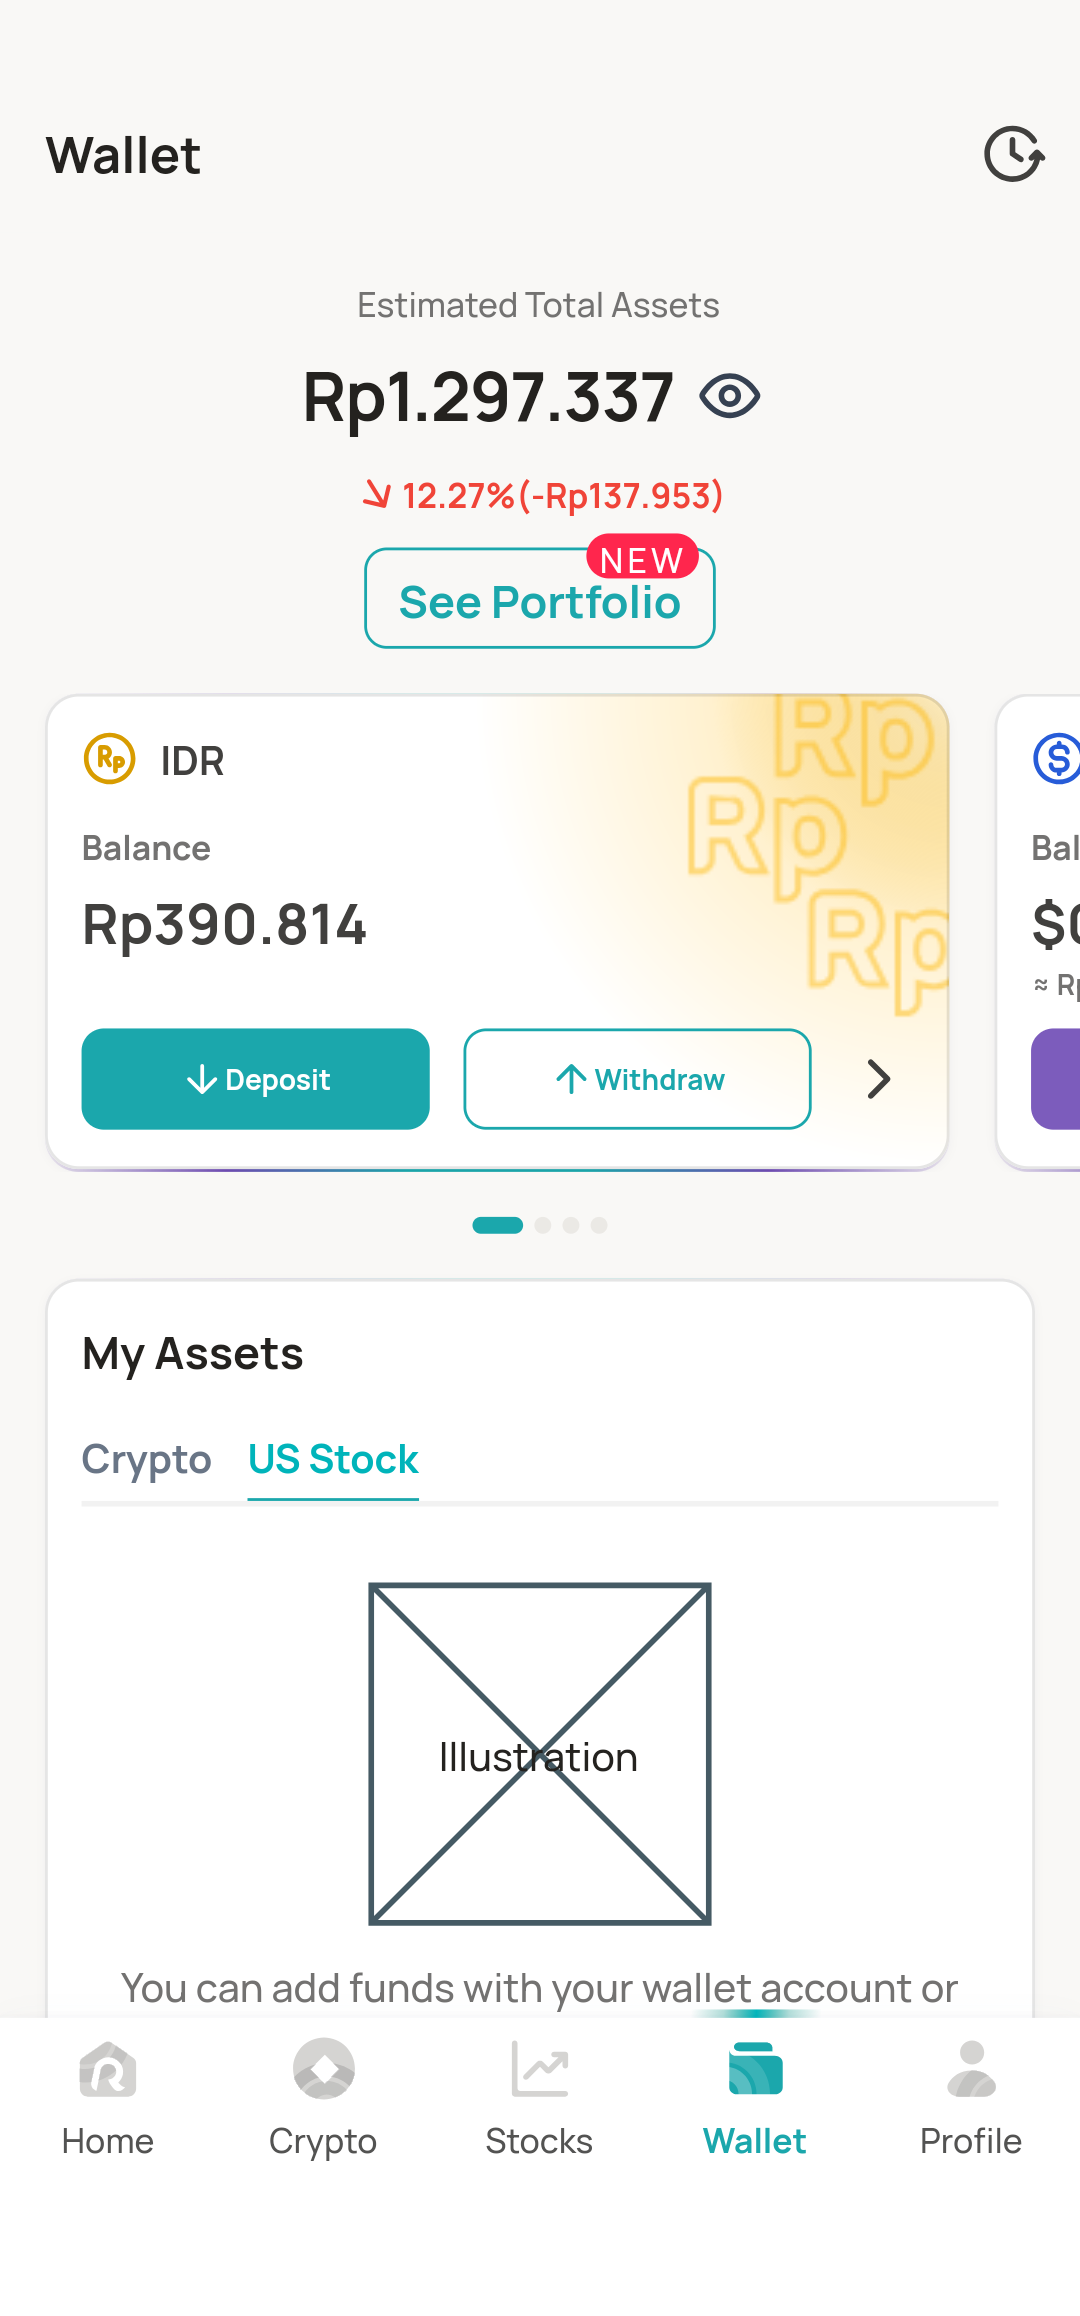 Wallet
Estimated Total Assets
Rp1.297.337
12.27%(-Rp137.953)
NEW
See Portfolio
Rp
Rp
Rp
Rp IDR
$
Balance
Bal
Rp390.814
$0
≈ Rp
Deposit
Withdraw
My Assets
Crypto
US Stock
Illustration
You can add funds with your wallet account or
Home
Crypto
Stocks
Wallet
Profile